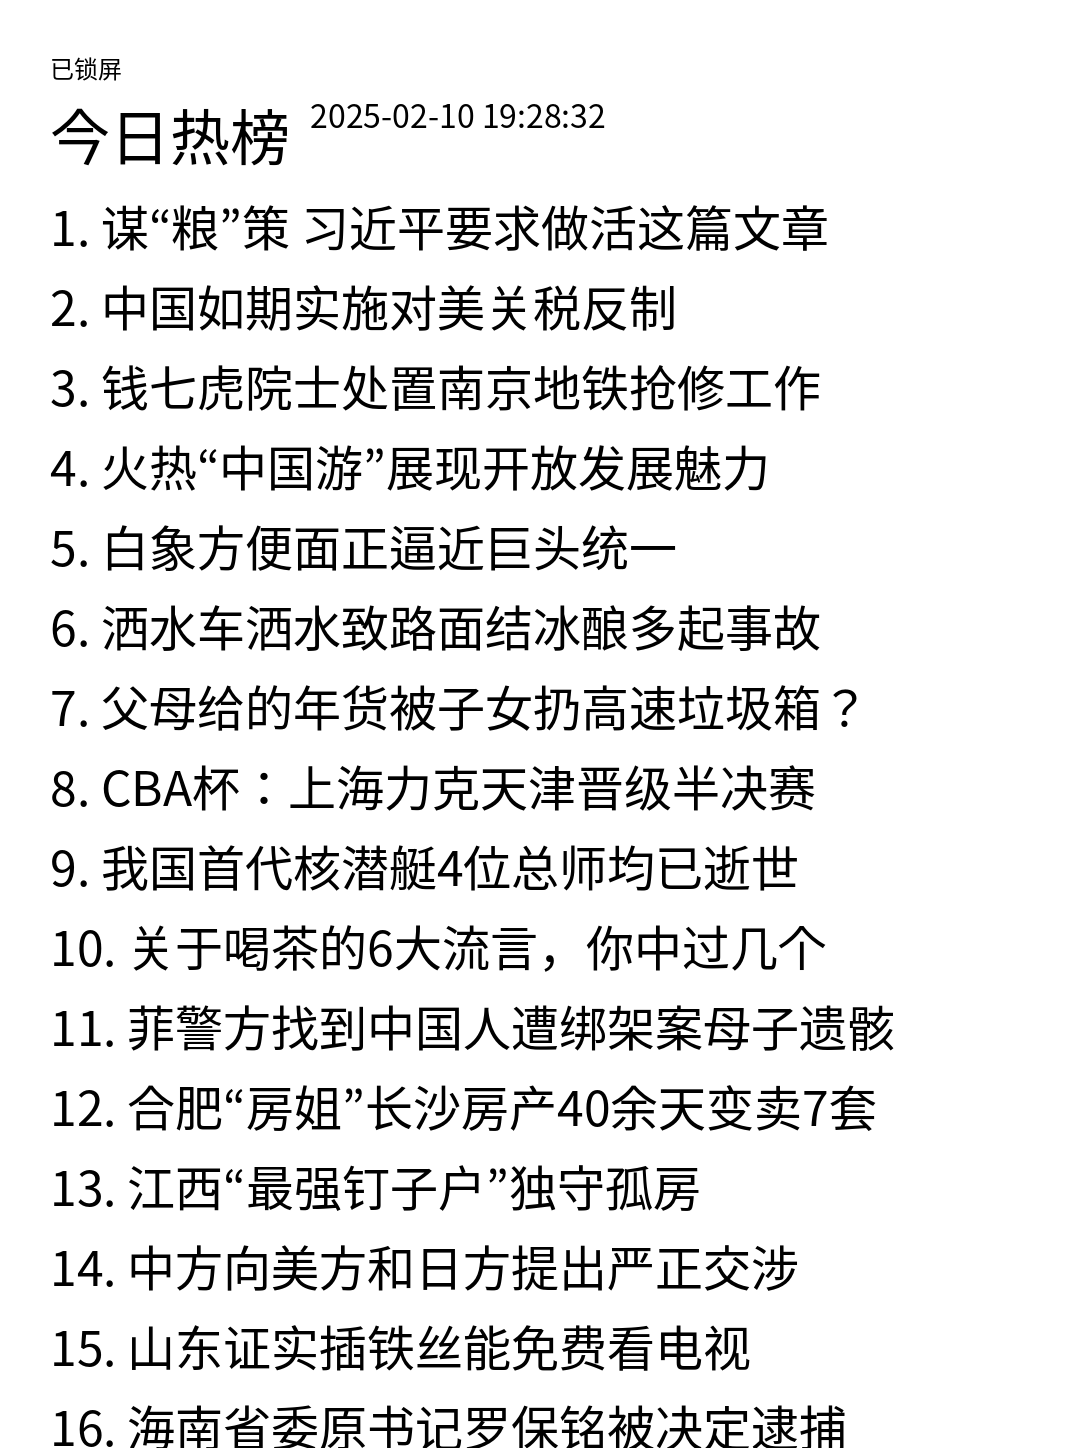 已锁屏
今日热榜 2025-02-10 19:28:32
1. 谋“粮”策 习近平要求做活这篇文章
2. 中国如期实施对美关税反制
3. 钱七虎院士处置南京地铁抢修工作
4. 火热“中国游”展现开放发展魅力
5. 白象方便面正逼近巨头统一
6. 洒水车洒水致路面结冰酿多起事故
7. 父母给的年货被子女扔高速垃圾箱？
8. CBA杯：上海力克天津晋级半决赛
9. 我国首代核潜艇4位总师均已逝世
10. 关于喝茶的6大流言，你中过几个
11. 菲警方找到中国人遭绑架案母子遗骸
12. 合肥“房姐”长沙房产40余天变卖7套
13. 江西“最强钉子户”独守孤房
14. 中方向美方和日方提出严正交涉
15. 山东证实插铁丝能免费看电视
16. 海南省委原书记罗保铭被决定逮捕